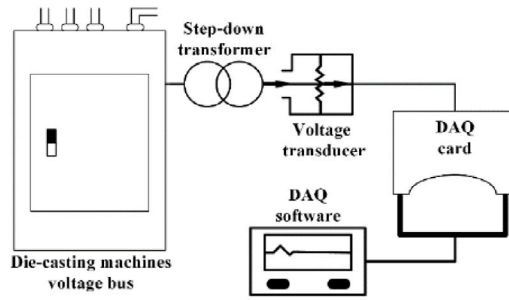 Step-down
transformer
Voltage
transducer
DAQ
card
DAQ
software
Die-casting machines
voltage bus